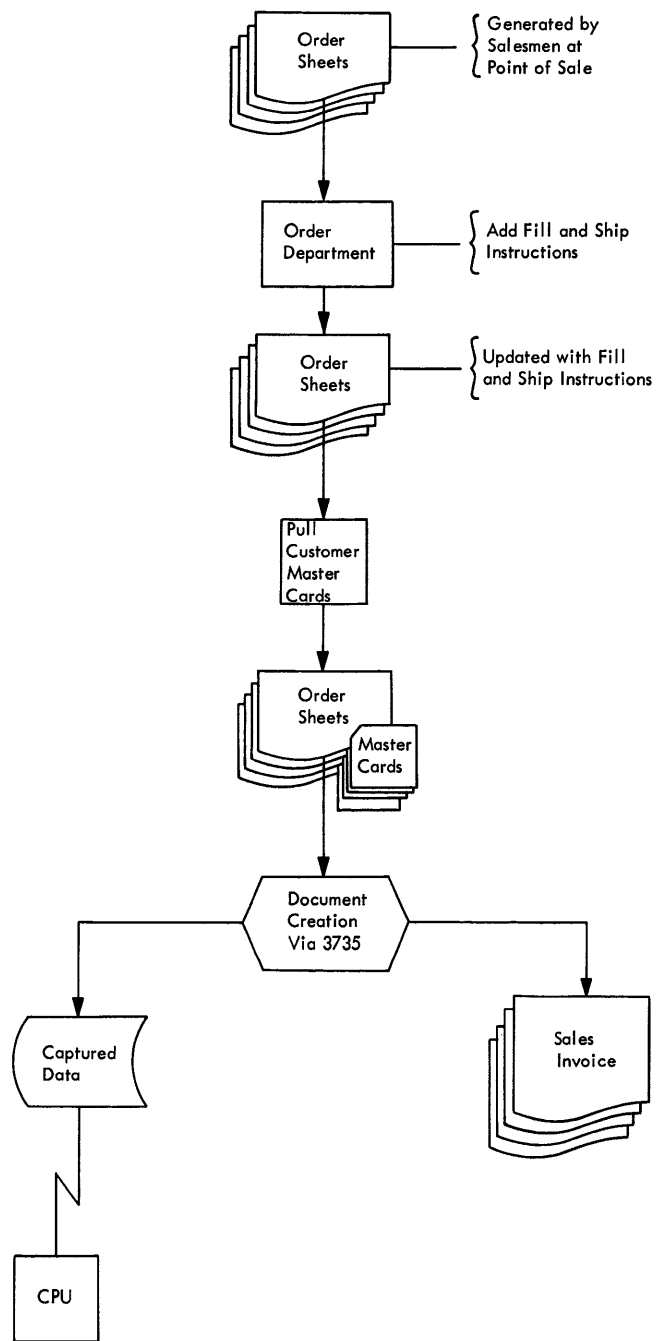 Order
Sheets
Generated by
Salesmen at
Point of Sale
Order
Department
Add Fill and Ship
Instructions
Order
Sheets
Updated with Fill
and Ship Instructions
Pull
Customer
Master
Cards
Order
Sheets
Master
Cards
Document
Creation
Via 3735
Captured
Data
Sales
Invoice
CPU